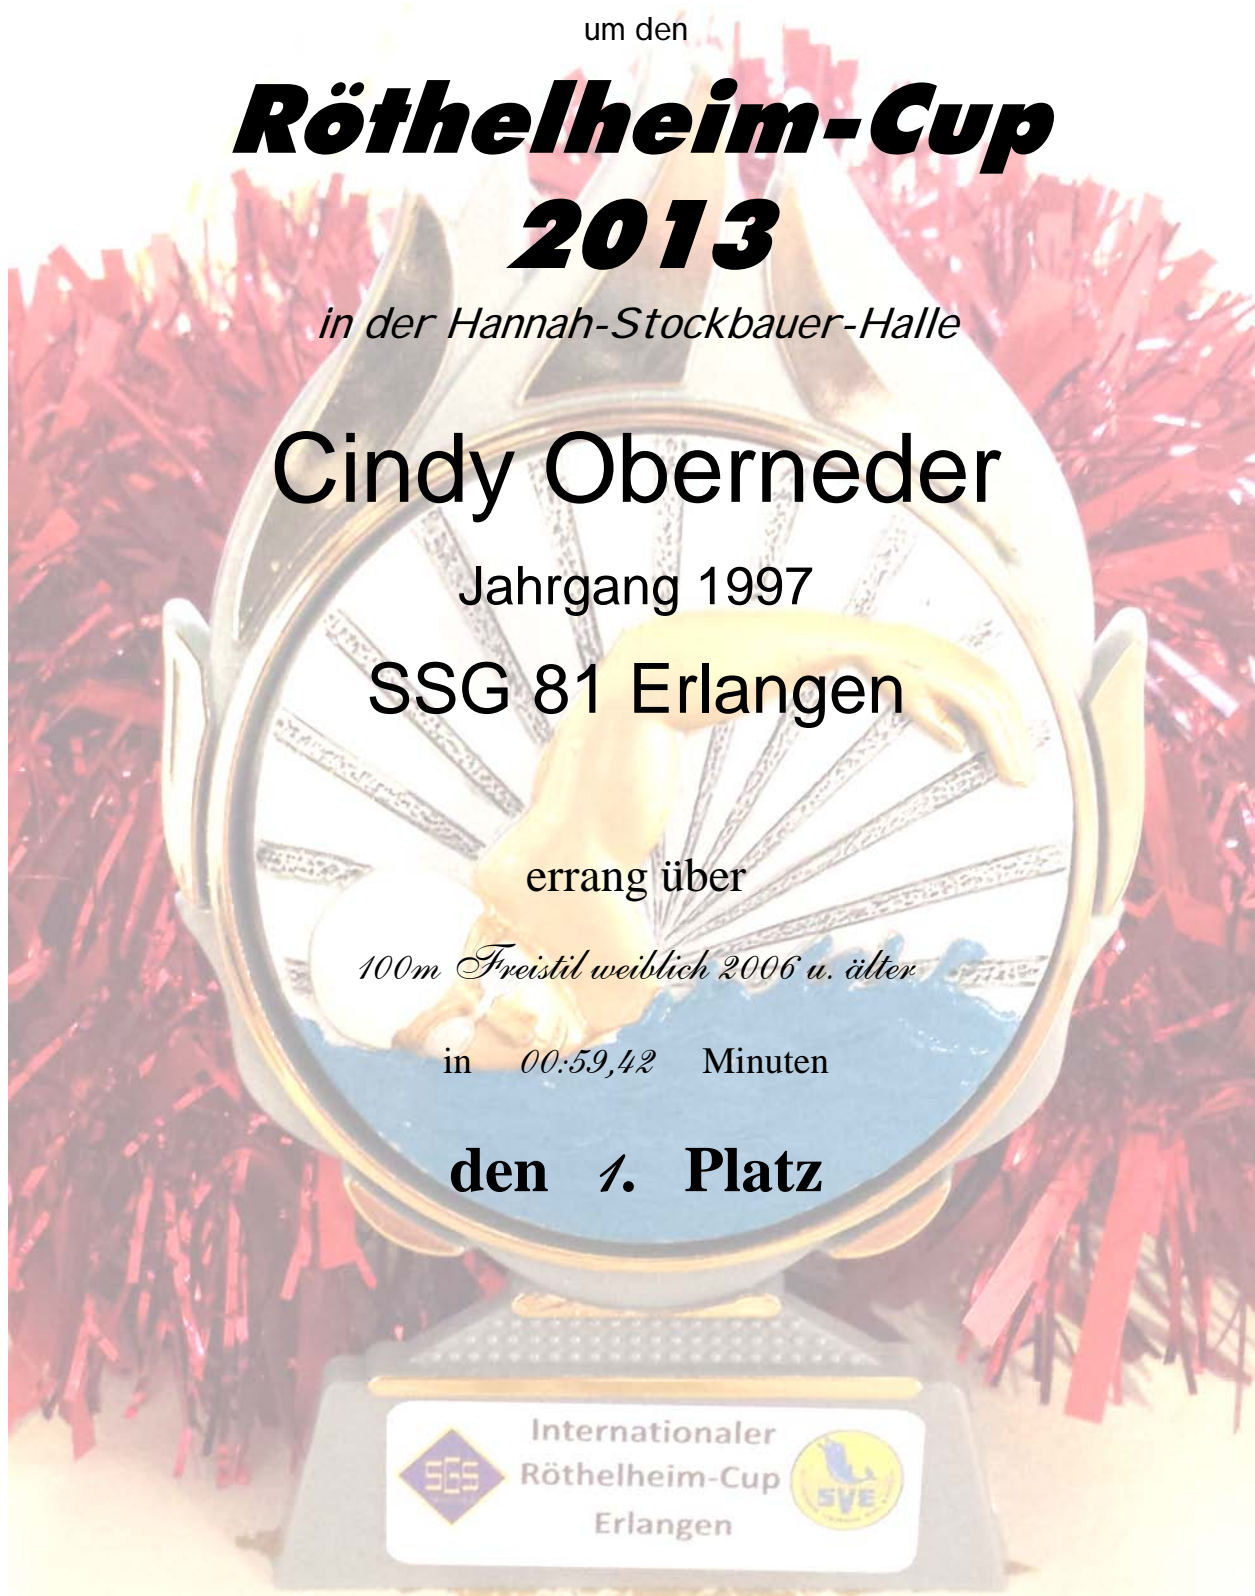 um den
Röthelheim-Cup
2013
in der Hannah-Stockbauer-Halle
Cindy Oberneder
Jahrgang 1997
SSG 81 Erlangen
errang über
100m Freistil weiblich 2006 u. älter
in 00:59,42 Minuten
den 1. Platz
Internationaler
SGS Röthelheim-Cup SVE
Erlangen